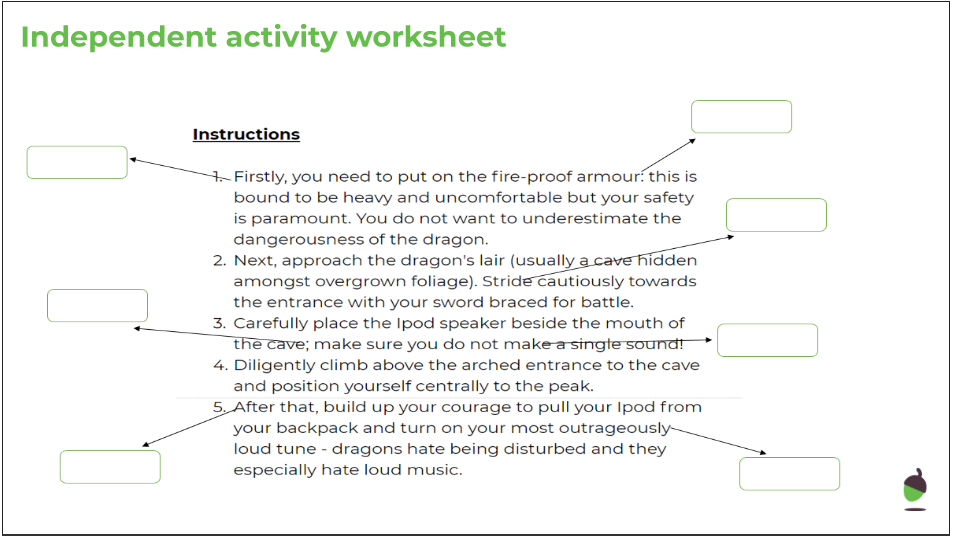 Independent activity worksheet
Instructions
1. Firstly, you need to put on the fire-proof armour: this is
bound to be heavy and uncomfortable but your safety
is paramount. You do not want to underestimate the
dangerousness of the dragon.
2. Next, approach the dragon's lair (usually a cave hidden
amongst overgrown foliage). Stride cautiously towards
the entrance with your sword braced for battle.
3. Carefully place the Ipod speaker beside the mouth of
the cave; make sure you do not make a single sound!
4. Diligently climb above the arched entrance to the cave
and position yourself centrally to the peak.
5. After that, build up your courage to pull your Ipod from
your backpack and turn on your most outrageously
loud tune - dragons hate being disturbed and they
especially hate loud music.